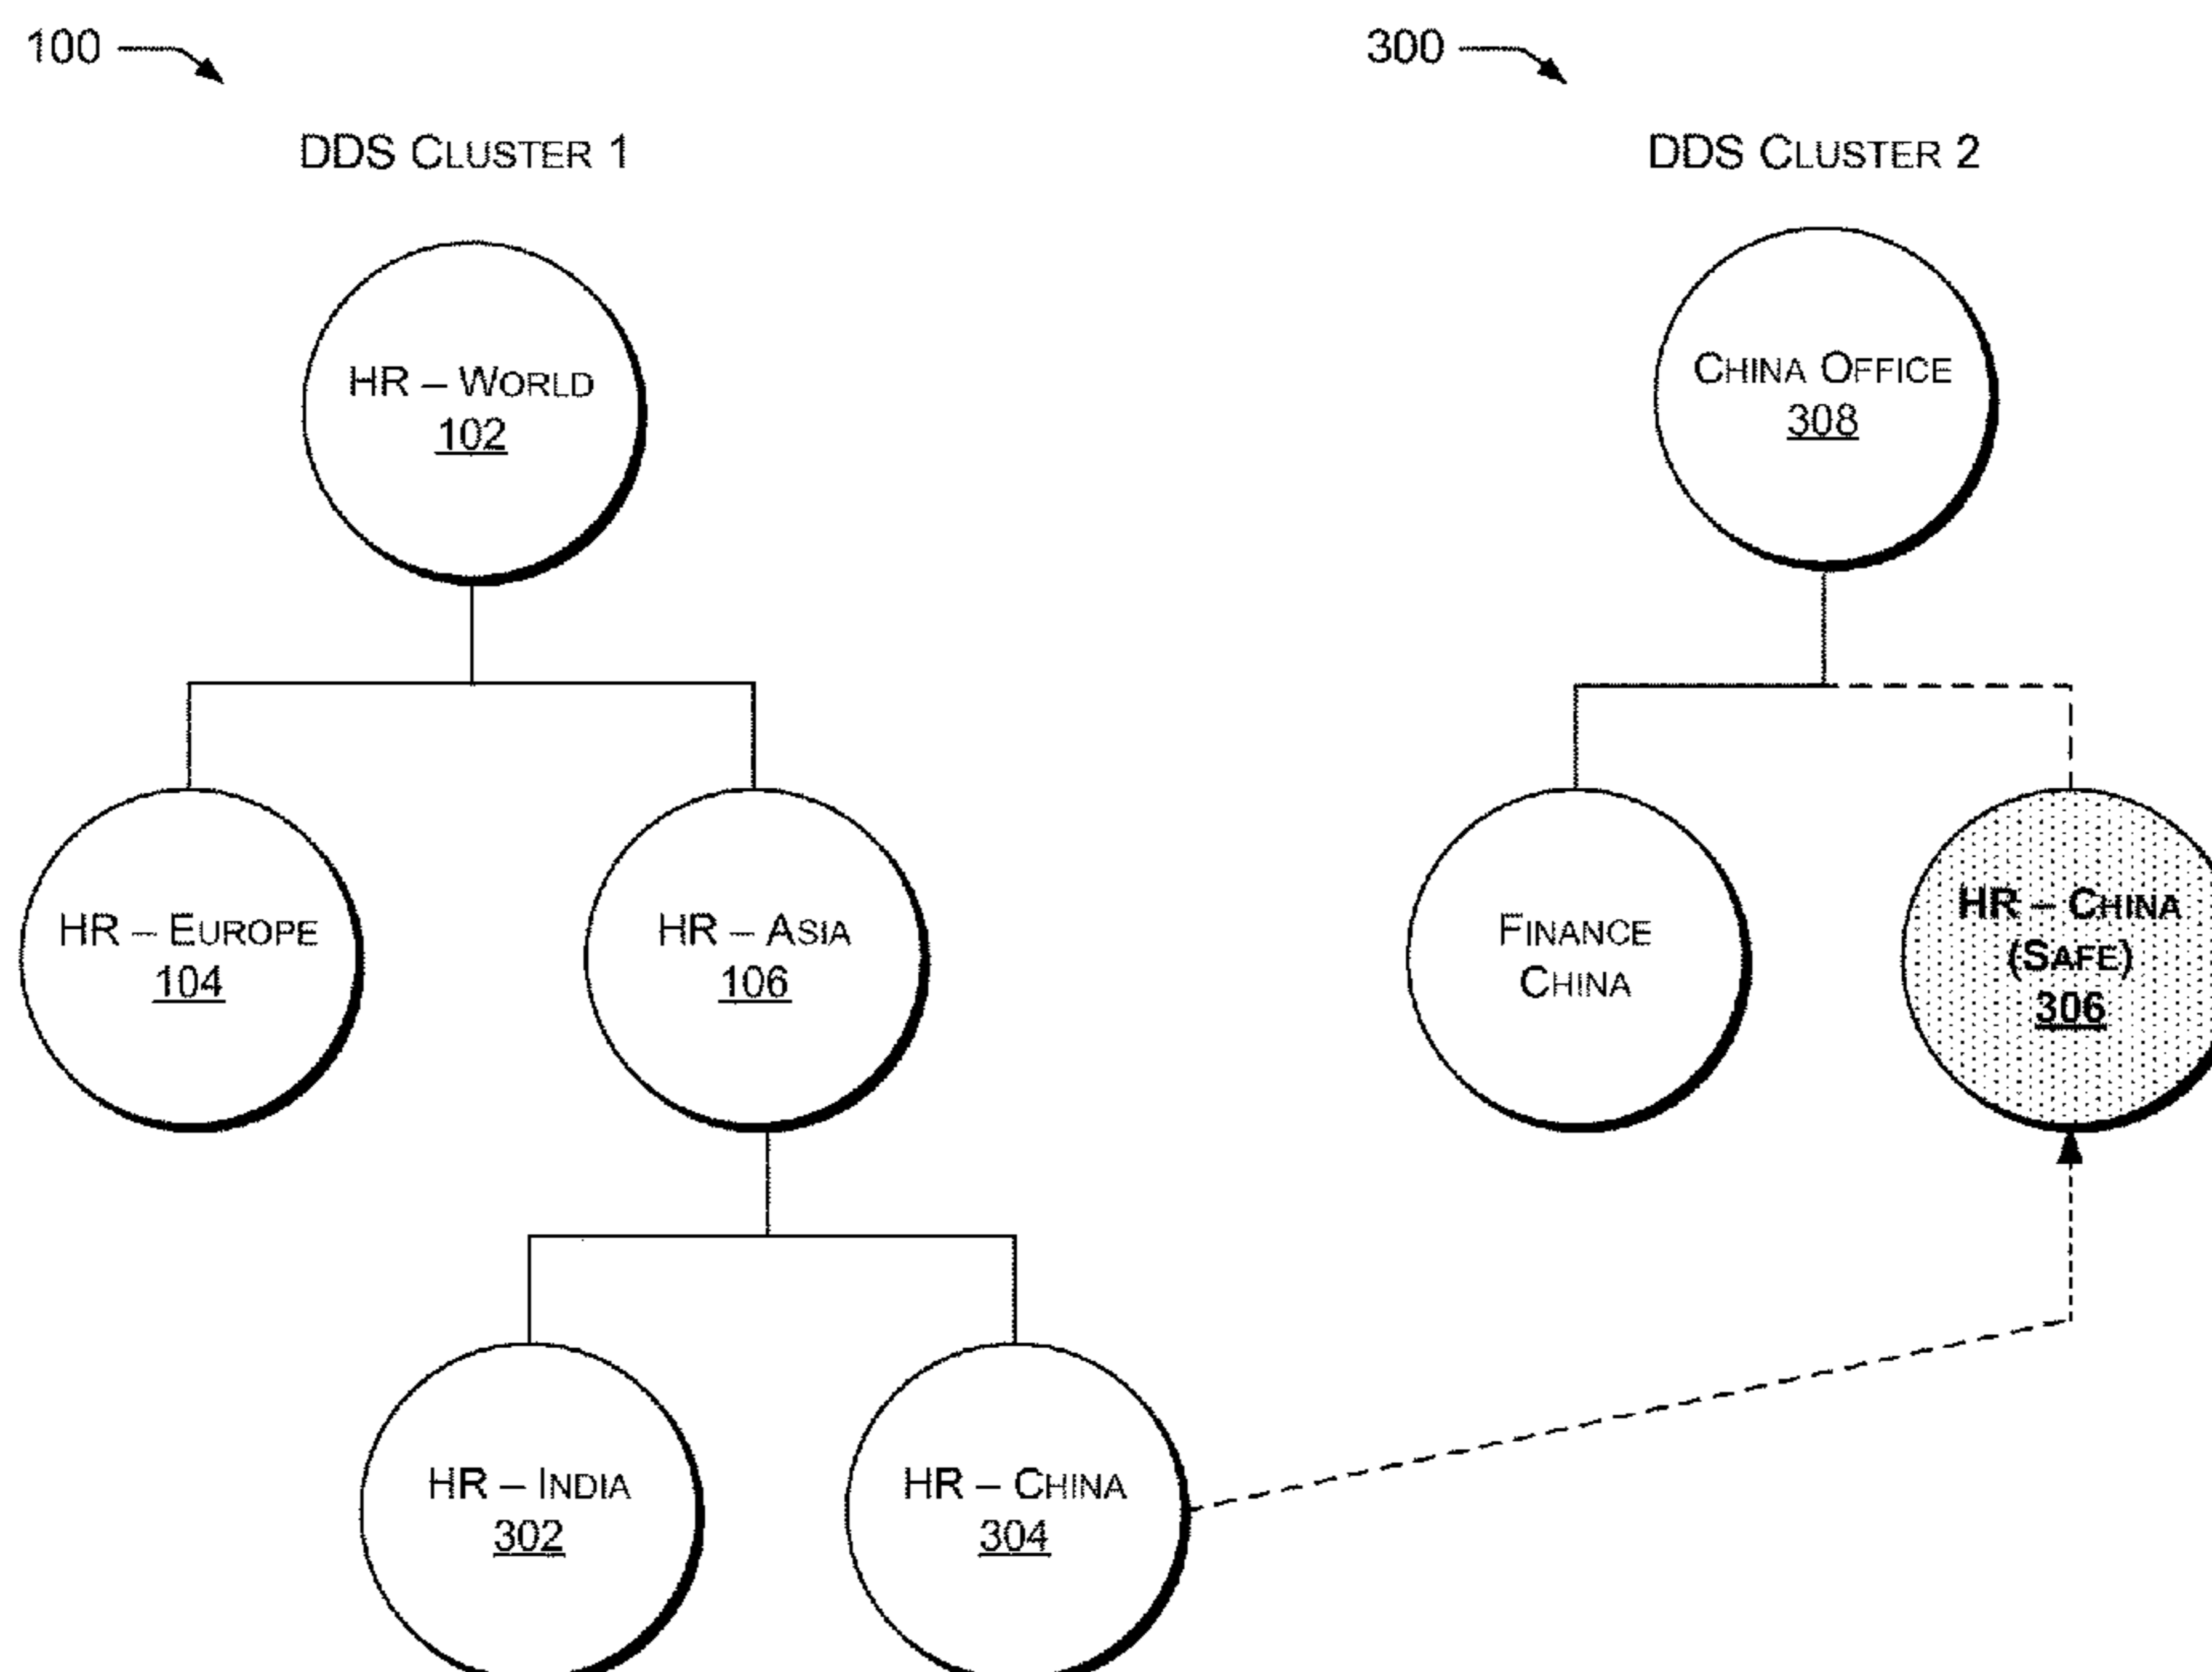 100
300
DDS CLUSTER 1
DDS CLUSTER 2
HR – WORLD
102
CHINA OFFICE
308
HR – EUROPE
104
HR – ASIA
106
FINANCE
CHINA
HR – CHINA
(SAFE)
306
HR – INDIA
302
HR – CHINA
304